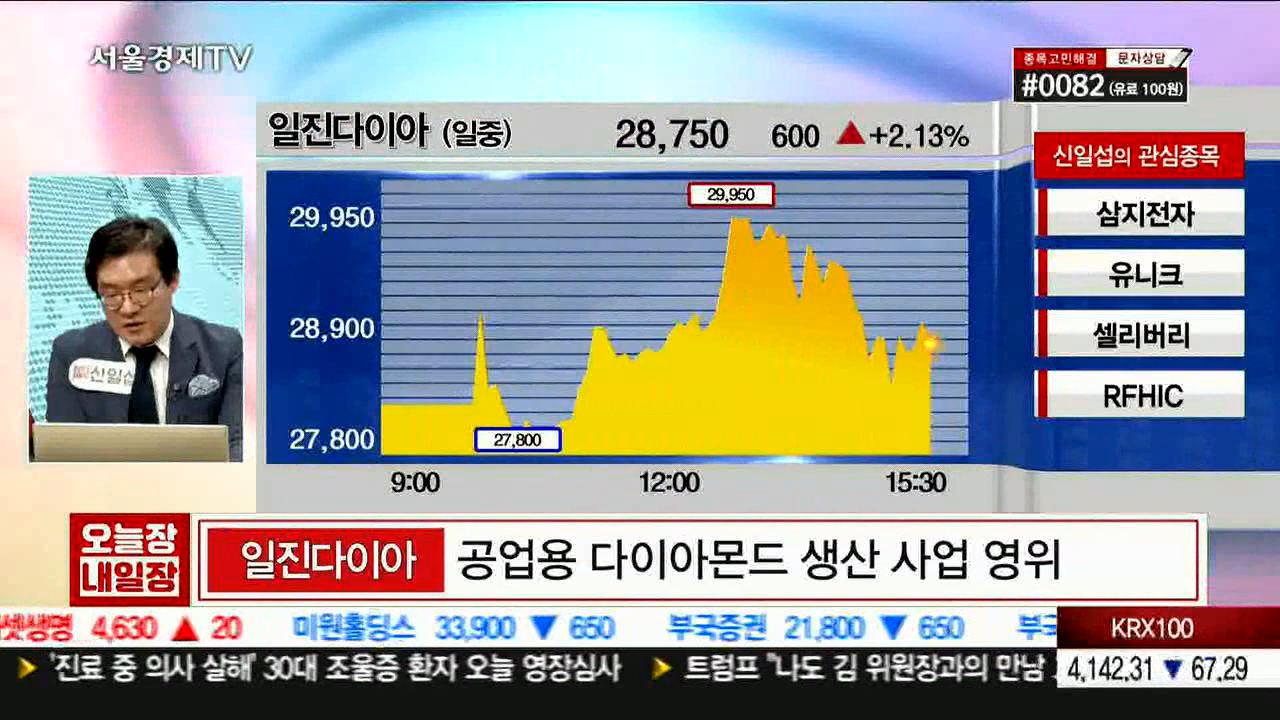 서울경제TV
종목고민해결 문자상담
#0082 (유료 100원)
일진다이아 (일중) 28,750 600 ▲+2.13%
신일섭의 관심종목
삼지전자
유니크
셀리버리
RFHIC
29,950
28,900
27,800
29,950
27,800
9:00 12:00 15:30
신일섭
오늘장
내일장
일진다이아 공업용 다이아몬드 생산 사업 영위
셋생명 4,630 ▲ 20 미원홀딩스 33,900 ▼ 650 부국증권 21,800 ▼ 650 부국
KRX100
'진료 중 의사 살해' 30대 조울증 환자 오늘 영장심사 트럼프 "나도 김 위원장과의 만남
4,142.31 ▼ 67.29